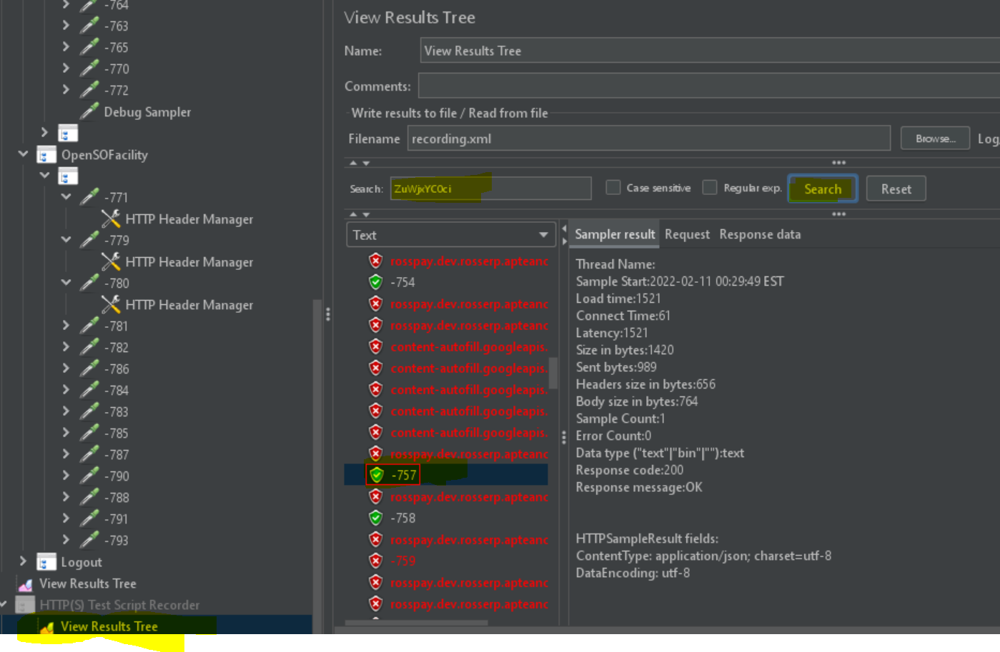 -764
-763
-765
-770
-772
Debug Sampler
OpenSOFacility
-771
HTTP Header Manager
-779
HTTP Header Manager
-780
HTTP Header Manager
-781
-782
-786
-784
-783
-785
-787
-790
-788
-791
-793
Logout
View Results Tree
HTTP(S) Test Script Recorder
View Results Tree
View Results Tree
Name: View Results Tree
Comments:
Write results to file / Read from file
Filename recording.xml Browse... Log
Search: ZuWjxYC0ci Case sensitive Regular exp. Search Reset
Text
rosspay.dev.rosserp.apteanc
-754
rosspay.dev.rosserp.apteanc
rosspay.dev.rosserp.apteanc
content-autofill.googleapis.
content-autofill.googleapis.
content-autofill.googleapis.
content-autofill.googleapis.
content-autofill.googleapis.
rosspay.dev.rosserp.apteanc
-757
rosspay.dev.rosserp.apteanc
-758
rosspay.dev.rosserp.apteanc
-759
rosspay.dev.rosserp.apteanc
rosspay.dev.rosserp.apteanc
Sampler result Request Response data
Thread Name:
Sample Start:2022-02-11 00:29:49 EST
Load time:1521
Connect Time:61
Latency:1521
Size in bytes:1420
Sent bytes:989
Headers size in bytes:656
Body size in bytes:764
Sample Count:1
Error Count:0
Data type ("text"|"bin"|""):text
Response code:200
Response message:OK
HTTPSampleResult fields:
ContentType: application/json; charset=utf-8
DataEncoding: utf-8